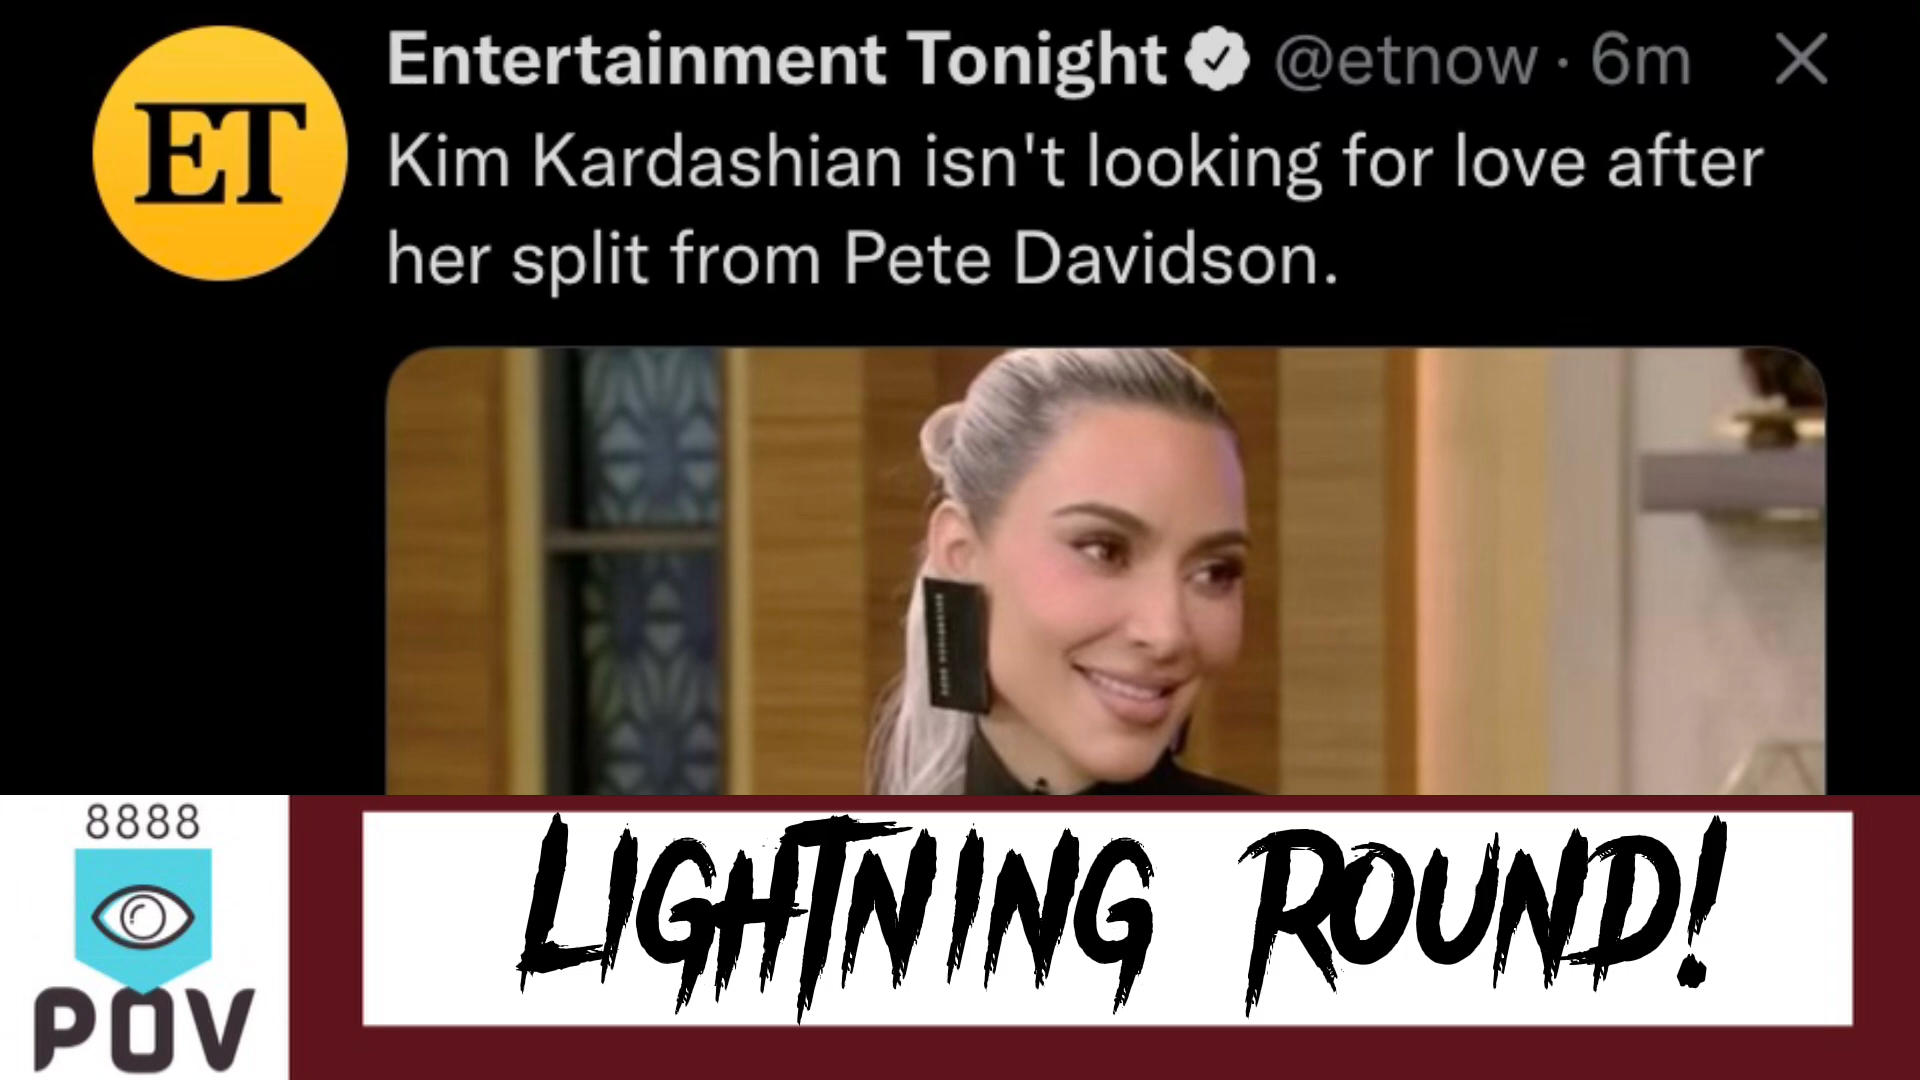 Entertainment Tonight @etnow · 6m
ET
Kim Kardashian isn't looking for love after
her split from Pete Davidson.
8888
POV
LIGHTNING ROUND!